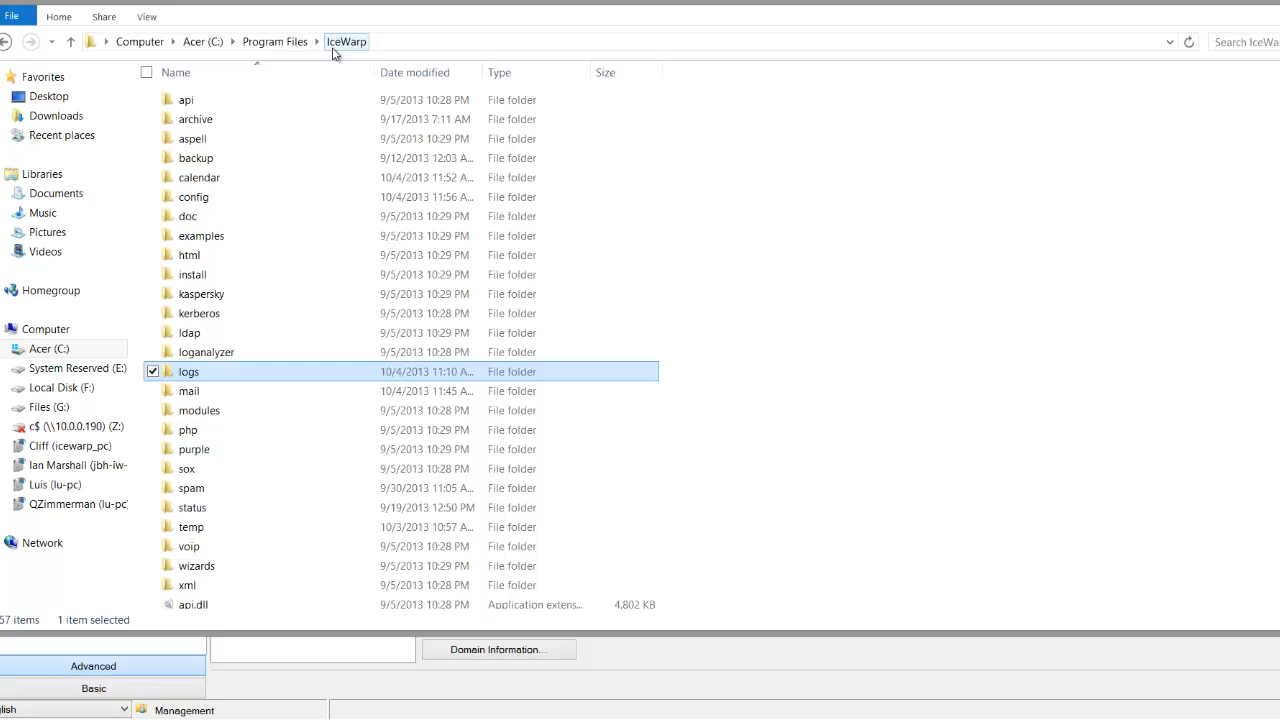 File Home Share View
Computer Acer (C:) Program Files IceWarp Search IceWa
Name Date modified Type Size
Favorites
Desktop
Downloads
Recent places
Libraries
Documents
Music
Pictures
Videos
Homegroup
Computer
Acer (C:)
System Reserved (E:)
Local Disk (F:)
Files (G:)
c$ (\\10.0.0.190) (Z:)
Cliff (icewarp_pc)
Ian Marshall (jbh-iw-
Luis (lu-pc)
QZimmerman (lu-pc)
Network
api 9/5/2013 10:28 PM File folder
archive 9/17/2013 7:11 AM File folder
aspell 9/5/2013 10:29 PM File folder
backup 9/12/2013 12:03 A... File folder
calendar 10/4/2013 11:52 A... File folder
config 10/4/2013 11:56 A... File folder
doc 9/5/2013 10:29 PM File folder
examples 9/5/2013 10:29 PM File folder
html 9/5/2013 10:29 PM File folder
install 9/5/2013 10:29 PM File folder
kaspersky 9/5/2013 10:29 PM File folder
kerberos 9/5/2013 10:28 PM File folder
ldap 9/5/2013 10:29 PM File folder
loganalyzer 9/5/2013 10:28 PM File folder
logs 10/4/2013 11:10 A... File folder
mail 10/4/2013 11:45 A... File folder
modules 9/5/2013 10:28 PM File folder
php 9/5/2013 10:29 PM File folder
purple 9/5/2013 10:29 PM File folder
sox 9/5/2013 10:28 PM File folder
spam 9/30/2013 11:05 A... File folder
status 9/19/2013 12:50 PM File folder
temp 10/3/2013 10:57 A... File folder
voip 9/5/2013 10:28 PM File folder
wizards 9/5/2013 10:29 PM File folder
xml 9/5/2013 10:28 PM File folder
api.dll 9/5/2013 10:28 PM Application extens... 4,802 KB
57 items 1 item selected
Domain Information...
Advanced
Basic
glish Management